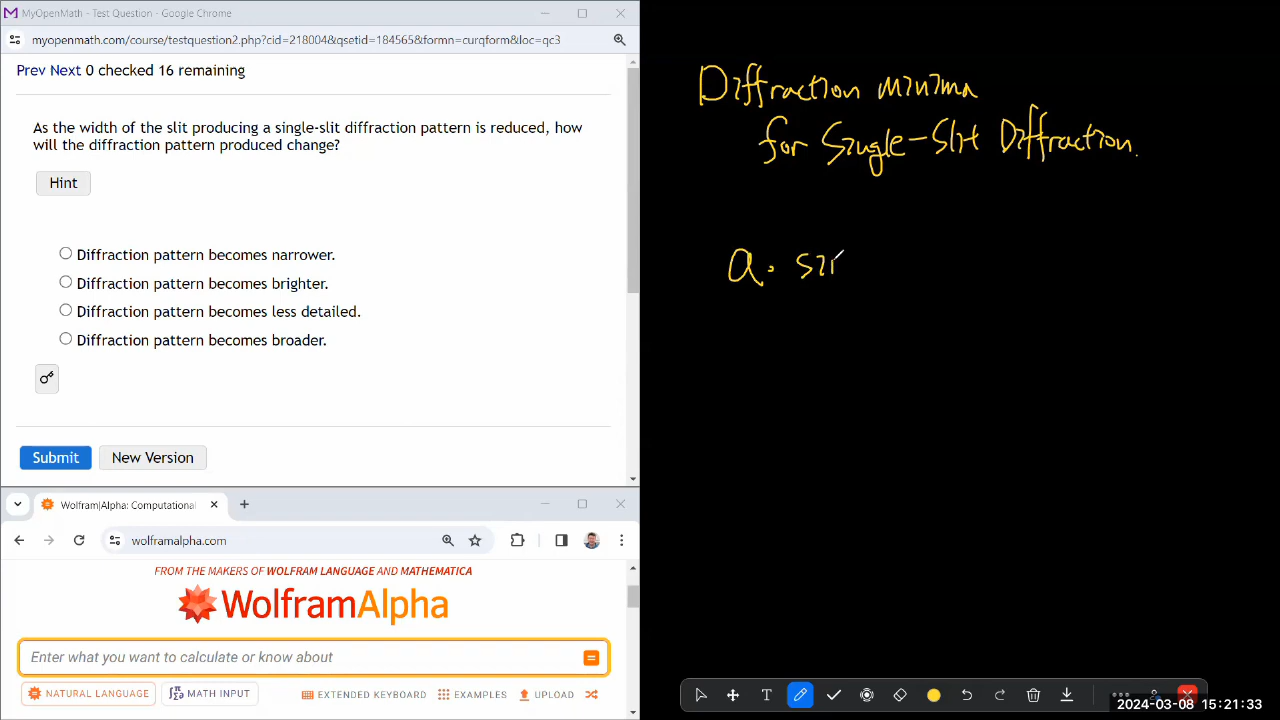 MyOpenMath - Test Question - Google Chrome
myopenmath.com/course/testquestion2.php?cid=218004&qsetid=184565&formn=curqform&loc=qc3
Prev Next 0 checked 16 remaining
As the width of the slit producing a single-slit diffraction pattern is reduced, how
will the diffraction pattern produced change?
Hint
Diffraction pattern becomes narrower.
Diffraction pattern becomes brighter.
Diffraction pattern becomes less detailed.
Diffraction pattern becomes broader.
Submit
New Version
Wolfram|Alpha: Computational
wolframalpha.com
FROM THE MAKERS OF WOLFRAM LANGUAGE AND MATHEMATICA
WolframAlpha
Enter what you want to calculate or know about
NATURAL LANGUAGE
MATH INPUT
EXTENDED KEYBOARD
EXAMPLES
UPLOAD
Diffraction minima
for Single-Slit Diffraction.
a. sin
T
2024-03-08 15:21:33